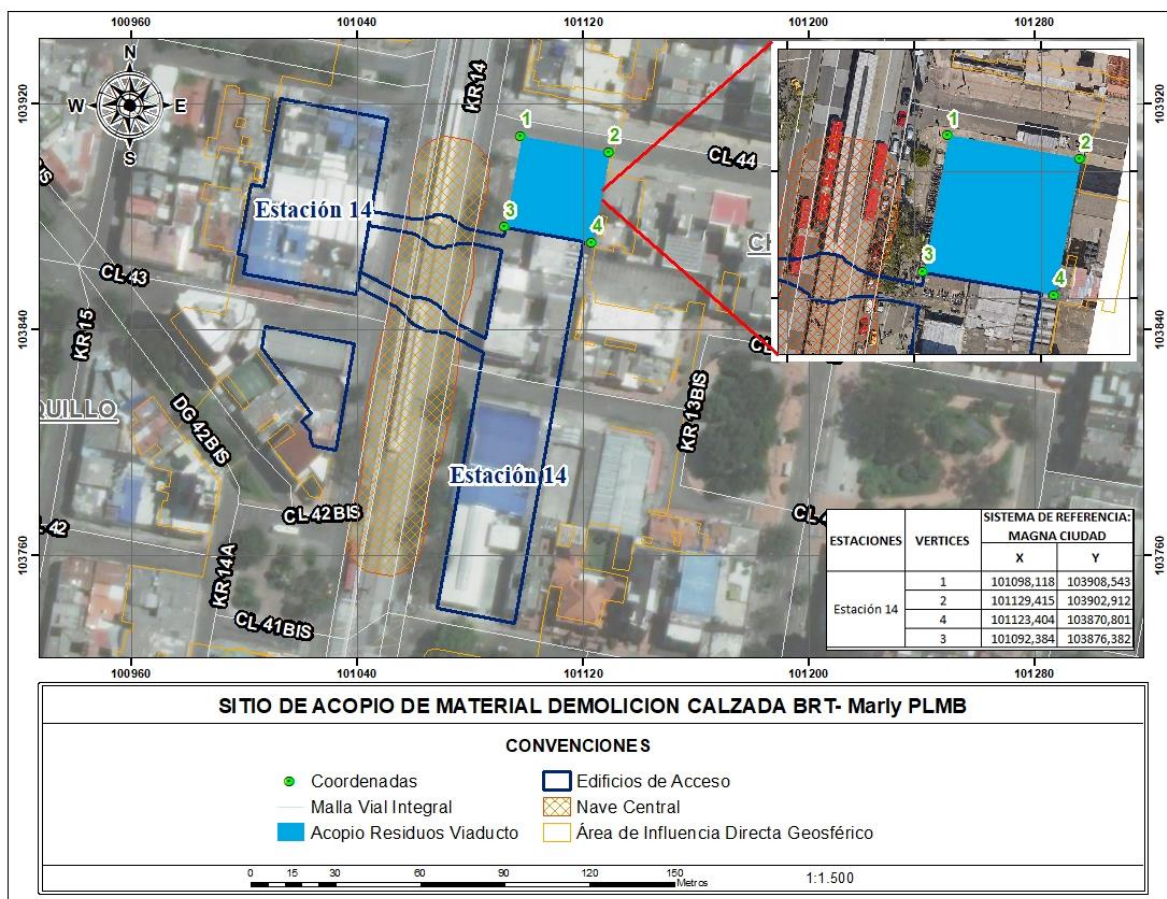 100960 101040 101120 101200 101280
103920
103840
103760
103920
103840
103760
N
W E
S
KR14
1
2
3
4
CL 44
1
2
3
4
Estación 14
CL 43
KR 15
DG 42BIS
QUILLO
CL 42BIS
KR 14A
CL 41BIS
Estación 14
KR 13BIS
ESTACIONES VERTICES SISTEMA DE REFERENCIA: MAGNA CIUDAD
X Y
Estación 14
1 101098,118 103908,543
2 101129,415 103902,912
4 101123,404 103870,801
3 101092,384 103876,382
100960 101040 101120 101200 101280
SITIO DE ACOPIO DE MATERIAL DEMOLICION CALZADA BRT- Marly PLMB
CONVENCIONES
Coordenadas
Malla Vial Integral
Acopio Residuos Viaducto
Edificios de Acceso
Nave Central
Área de Influencia Directa Geosférico
0 15 30 60 90 120 150
Metros
1:1.500